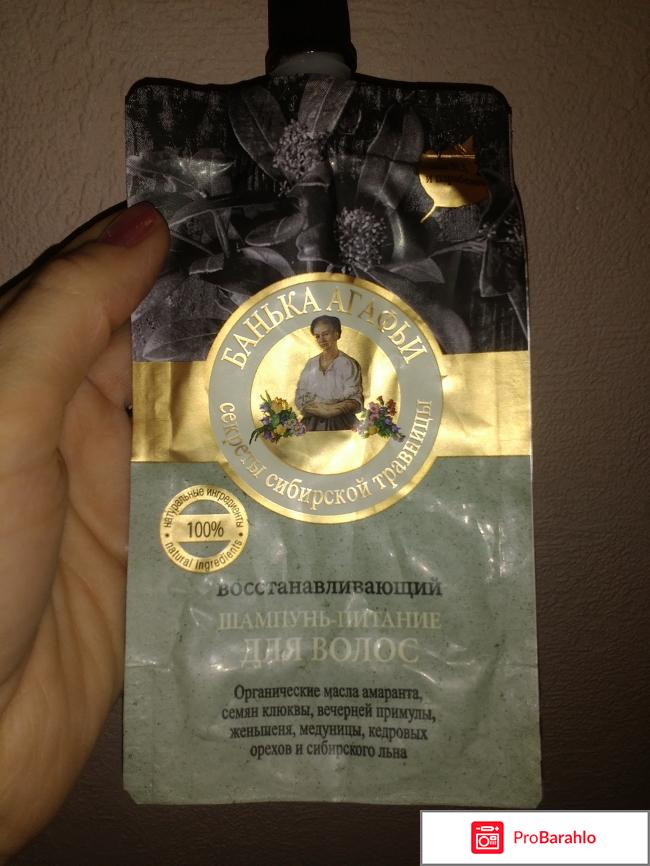 БАНЬКА АГАФЬИ
секреты сибирской травницы
натуральные ингредиенты
100%
natural ingredients
восстанавливающий
ШАМПУНЬ-ПИТАНИЕ
ДЛЯ ВОЛОС
Органические масла амаранта,
семян клюквы, вечерней примулы,
женьшеня, медуницы, кедровых
орехов и сибирского льна
ProBarahlo